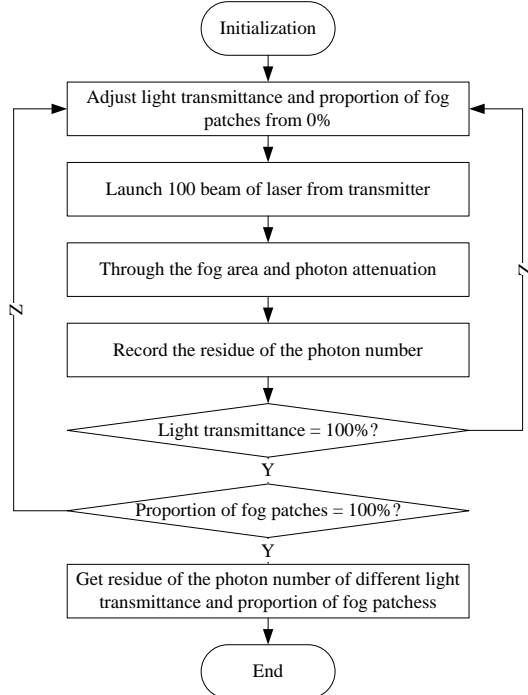 Initialization
Adjust light transmittance and proportion of fog
patches from 0%
Launch 100 beam of laser from transmitter
Through the fog area and photon attenuation
N
N
Record the residue of the photon number
Light transmittance = 100%?
Y
Proportion of fog patches = 100%?
Y
Get residue of the photon number of different light
transmittance and proportion of fog patchess
End